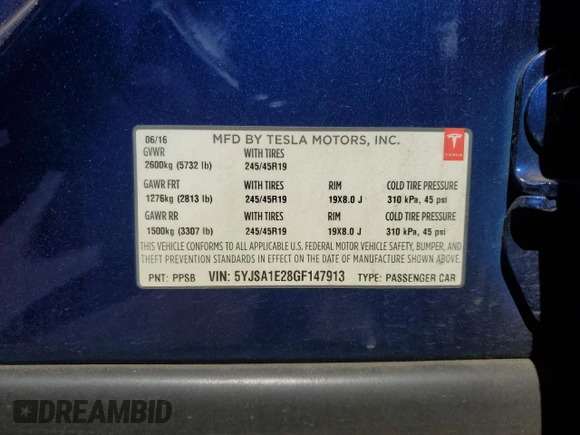 06/16 MFD BY TESLA MOTORS, INC.
GVWR WITH TIRES
2600kg (5732 lb) 245/45R19
TESLA
GAWR FRT WITH TIRES RIM COLD TIRE PRESSURE
1276kg (2813 lb) 245/45R19 19X8.0 J 310 kPa, 45 psi
GAWR RR WITH TIRES RIM COLD TIRE PRESSURE
1500kg (3307 lb) 245/45R19 19X8.0 J 310 kPa, 45 psi
THIS VEHICLE CONFORMS TO ALL APPLICABLE U.S. FEDERAL MOTOR VEHICLE SAFETY, BUMPER, AND
THEFT PREVENTION STANDARDS IN EFFECT ON THE DATE OF MANUFACTURE SHOWN ABOVE.
PNT: PPSB VIN: 5YJSA1E28GF147913 TYPE: PASSENGER CAR
DREAMBID